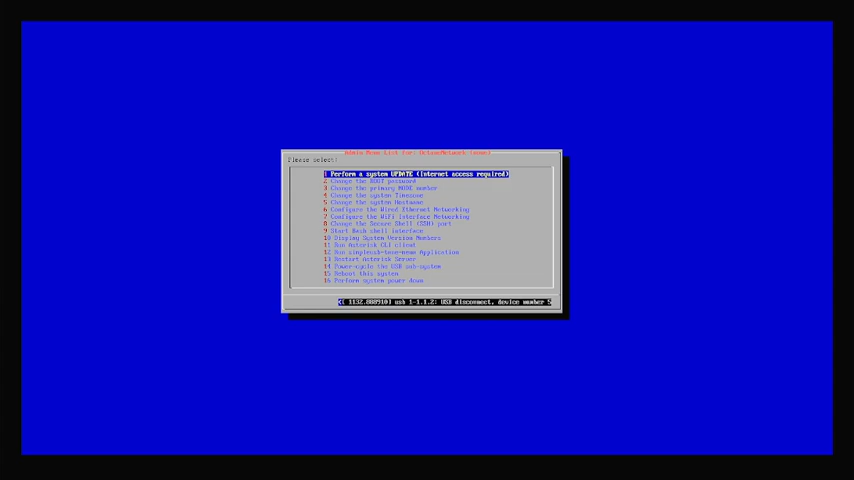 Admin Menu List for:
Please select:
1 Perform a system UPDATE (Internet access required)
2 Change the ROOT password
3 Change the primary NODE number
4 Change the system Timezone
5 Change the system Hostname
6 Configure the Wired Ethernet Networking
7 Configure the WiFi Interface Networking
8 Change the Secure Shell (SSH) port
9 Start Bash shell interface
10 Display System Version Numbers
11 Run Asterisk CLI client
12 Run simpleusb-tune-menu Application
13 Restart Asterisk Server
14 Power-cycle the USB sub-system
15 Reboot this system
16 Perform system power down
<[ 1132.888910] usb 1-1.1.2: USB disconnect, device number 5